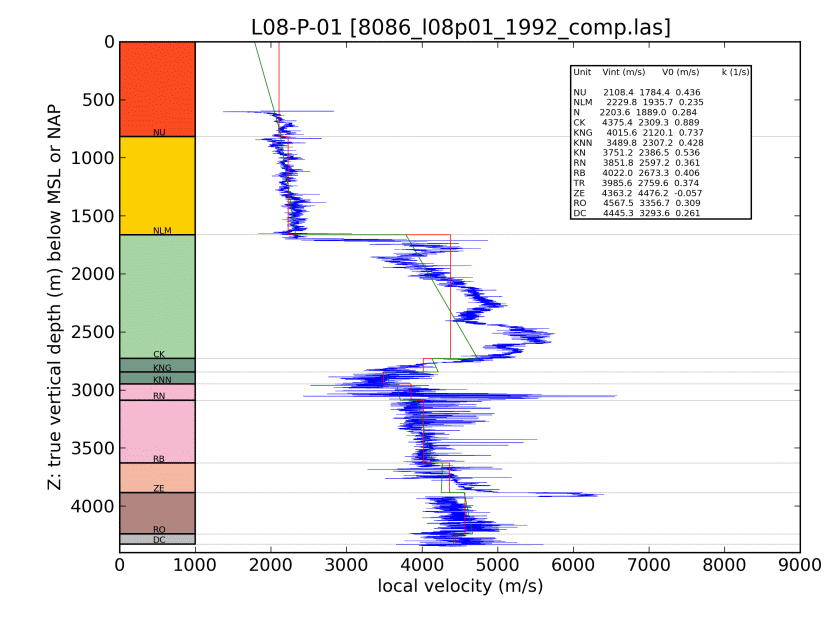 L08-P-01 [8086_l08p01_1992_comp.las]
Z: true vertical depth (m) below MSL or NAP
0
500
1000
1500
2000
2500
3000
3500
4000
NU
NLM
CK
KNG
KNN
RN
RB
ZE
RO
DC
Unit Vint (m/s) V0 (m/s) k (1/s)
NU 2108.4 1784.4 0.436
NLM 2229.8 1935.7 0.235
N 2203.6 1889.0 0.284
CK 4375.4 2309.3 0.889
KNG 4015.6 2120.1 0.737
KNN 3489.8 2307.2 0.428
KN 3751.2 2386.5 0.536
RN 3851.8 2597.2 0.361
RB 4022.0 2673.3 0.406
TR 3985.6 2759.6 0.374
ZE 4363.2 4476.2 -0.057
RO 4567.5 3356.7 0.309
DC 4445.3 3293.6 0.261
0 1000 2000 3000 4000 5000 6000 7000 8000 9000
local velocity (m/s)